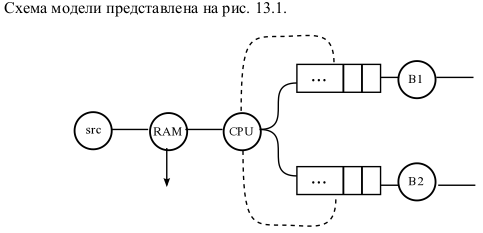 Схема модели представлена на рис. 13.1.
...
B1
src
RAM
CPU
...
B2